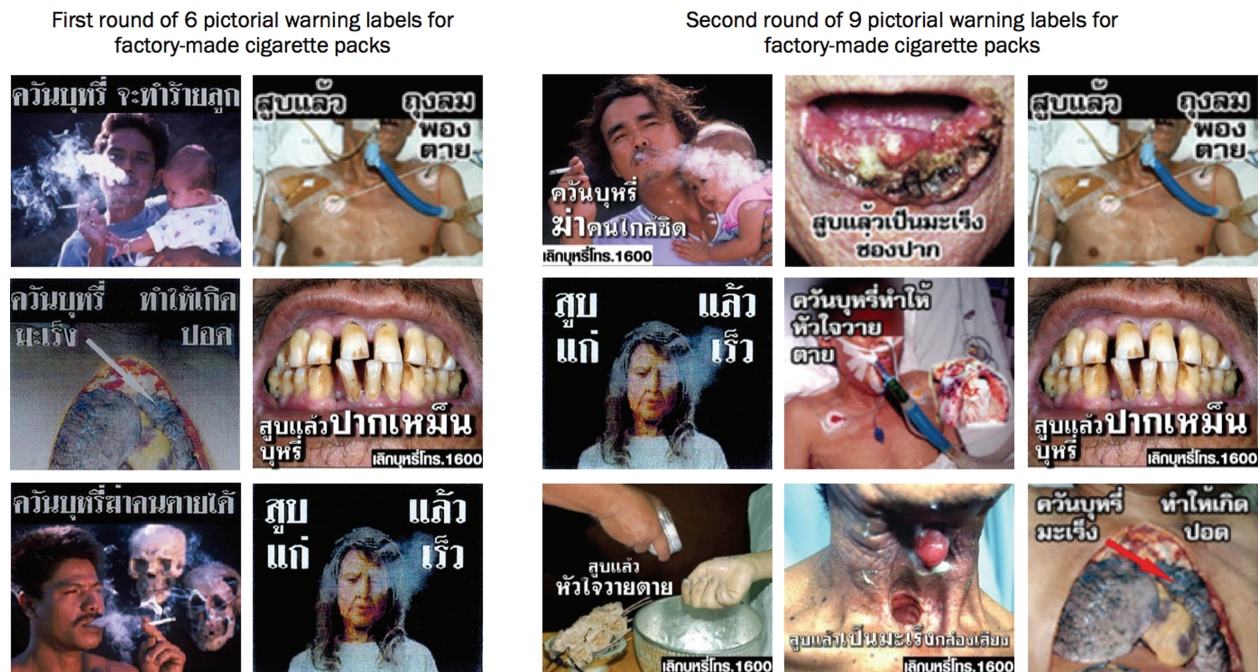 First round of 6 pictorial warning labels for
factory-made cigarette packs
ควันบุหรี่ จะทำร้ายลูก
สูบแล้ว ถุงลม
พอง
ตาย
ควันบุหรี่ ทำให้เกิด
มะเร็ง ปอด
สูบแล้วปากเหม็น
บุหรี่
เลิกบุหรี่โทร.1600
ควันบุหรี่ฆ่าคนตายได้
สูบ แล้ว
แก่ เร็ว
Second round of 9 pictorial warning labels for
factory-made cigarette packs
ควันบุหรี่
ฆ่าคนใกล้ชิด
เลิกบุหรี่โทร.1600
สูบแล้วเป็นมะเร็ง
ช่องปาก
สูบแล้ว ถุงลม
พอง
ตาย
สูบ แล้ว
แก่ เร็ว
ควันบุหรี่ทำให้
หัวใจวาย
ตาย
สูบแล้วปากเหม็น
บุหรี่
เลิกบุหรี่โทร.1600
สูบแล้ว
หัวใจวายตาย
เลิกบุหรี่โทร.1600
สูบแล้วเป็นมะเร็งกล่องเสียง
เลิกบุหรี่โทร.1600
ควันบุหรี่ ทำให้เกิด
มะเร็ง ปอด